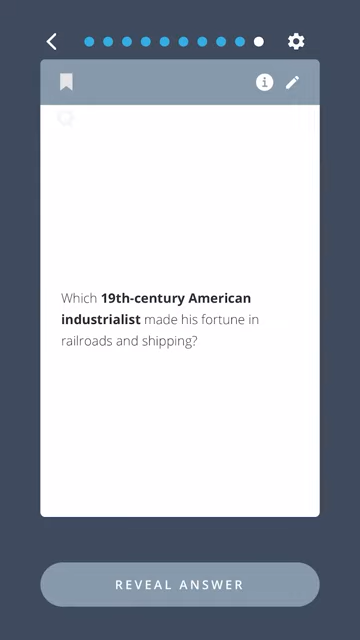 Which 19th-century American
industrialist made his fortune in
railroads and shipping?
REVEAL ANSWER